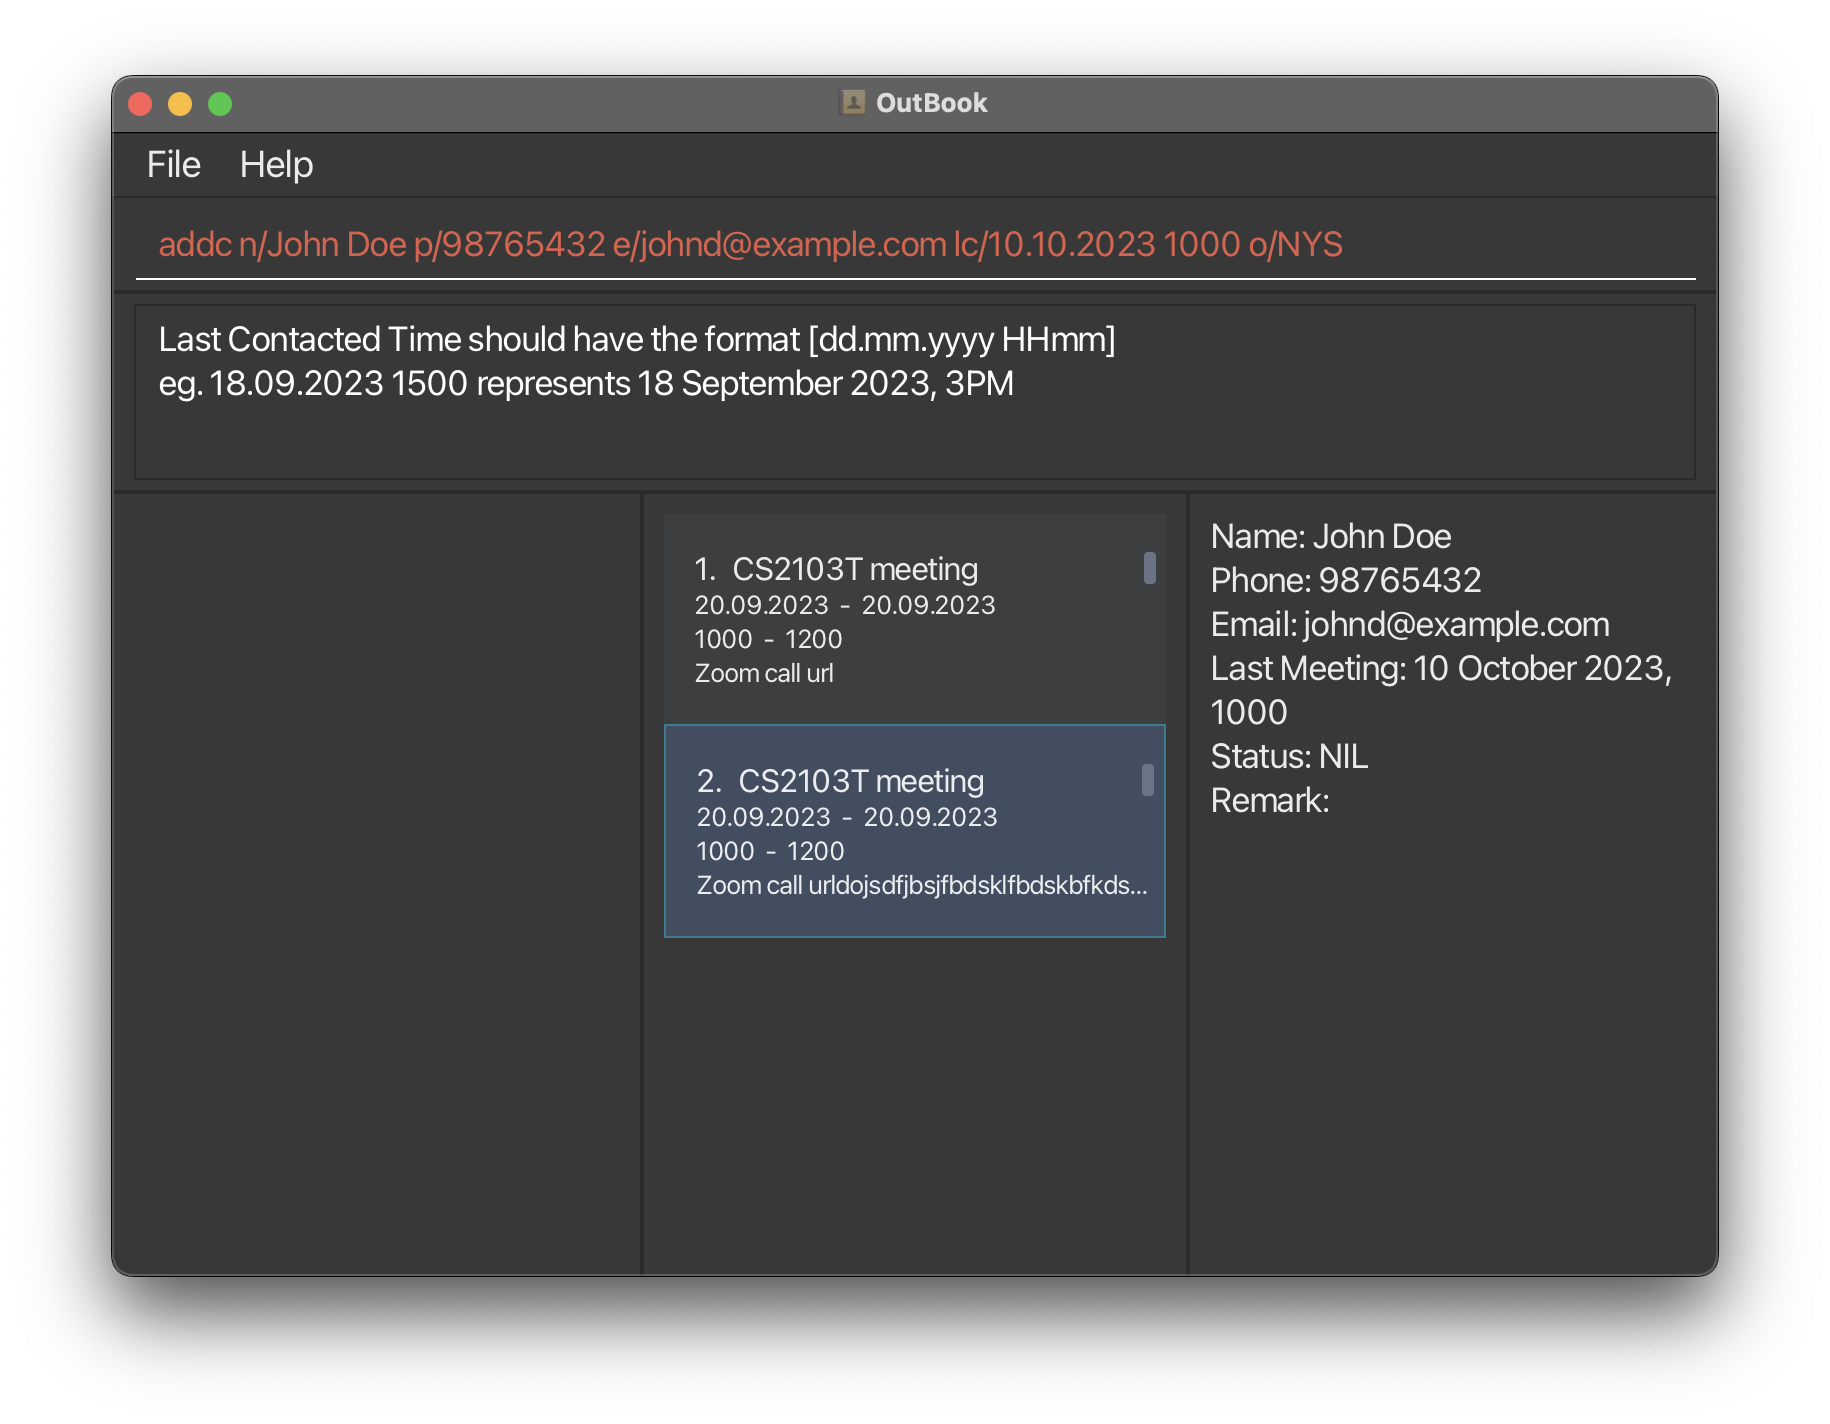 OutBook
File Help
addc n/John Doe p/98765432 e/johnd@example.com lc/10.10.2023 1000 o/NYS
Last Contacted Time should have the format [dd.mm.yyyy HHmm]
eg. 18.09.2023 1500 represents 18 September 2023, 3PM
1. CS2103T meeting
20.09.2023 - 20.09.2023
1000 - 1200
Zoom call url
2. CS2103T meeting
20.09.2023 - 20.09.2023
1000 - 1200
Zoom call urldojsdfjbsjfbdsklfbdskbfkds...
Name: John Doe
Phone: 98765432
Email: johnd@example.com
Last Meeting: 10 October 2023,
1000
Status: NIL
Remark: